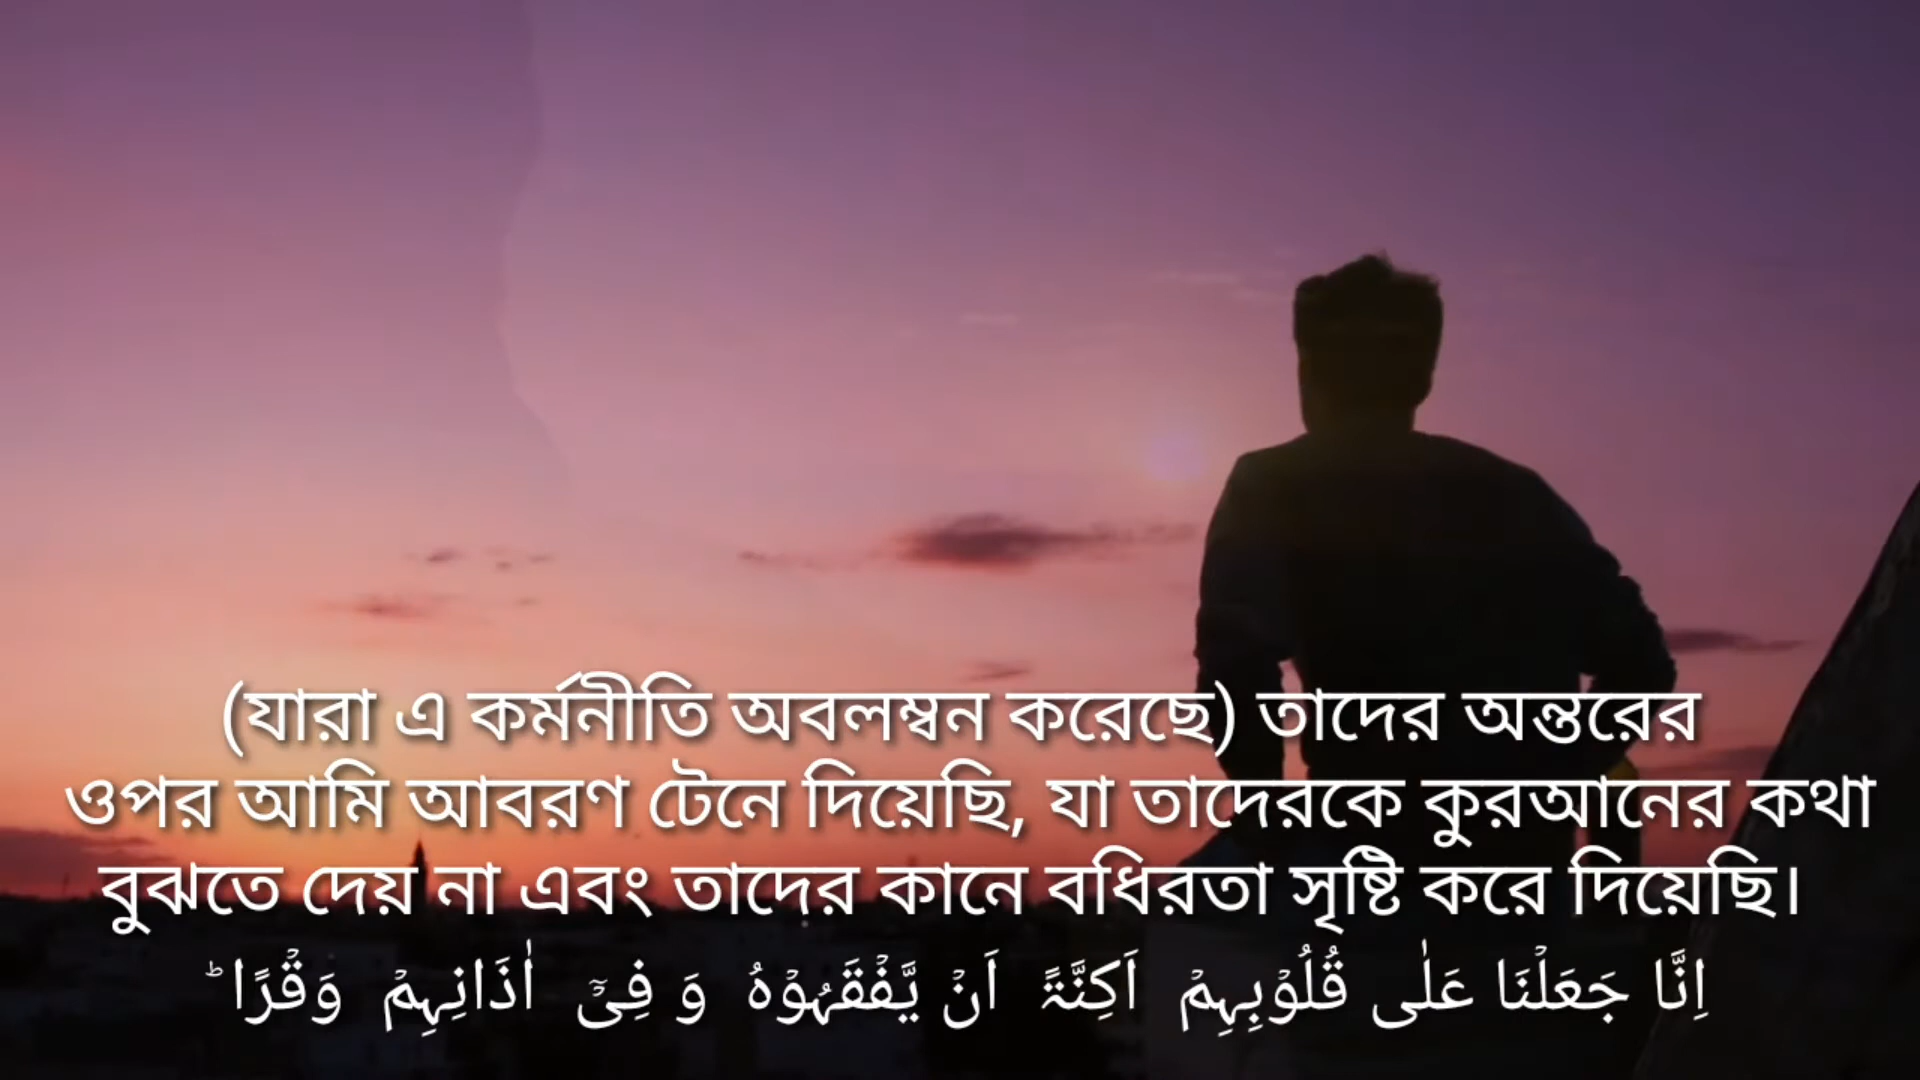 (যারা এ কর্মনীতি অবলম্বন করেছে) তাদের অন্তরের
ওপর আমি আবরণ টেনে দিয়েছি, যা তাদেরকে কুরআনের কথা
বুঝতে দেয় না এবং তাদের কানে বধিরতা সৃষ্টি করে দিয়েছি।
اِنَّا جَعَلۡنَا عَلٰی قُلُوۡبِہِمۡ اَکِنَّۃً اَنۡ یَّفۡقَہُوۡہُ وَ فِیۡۤ اٰذَانِہِمۡ وَقۡرًا ؕ